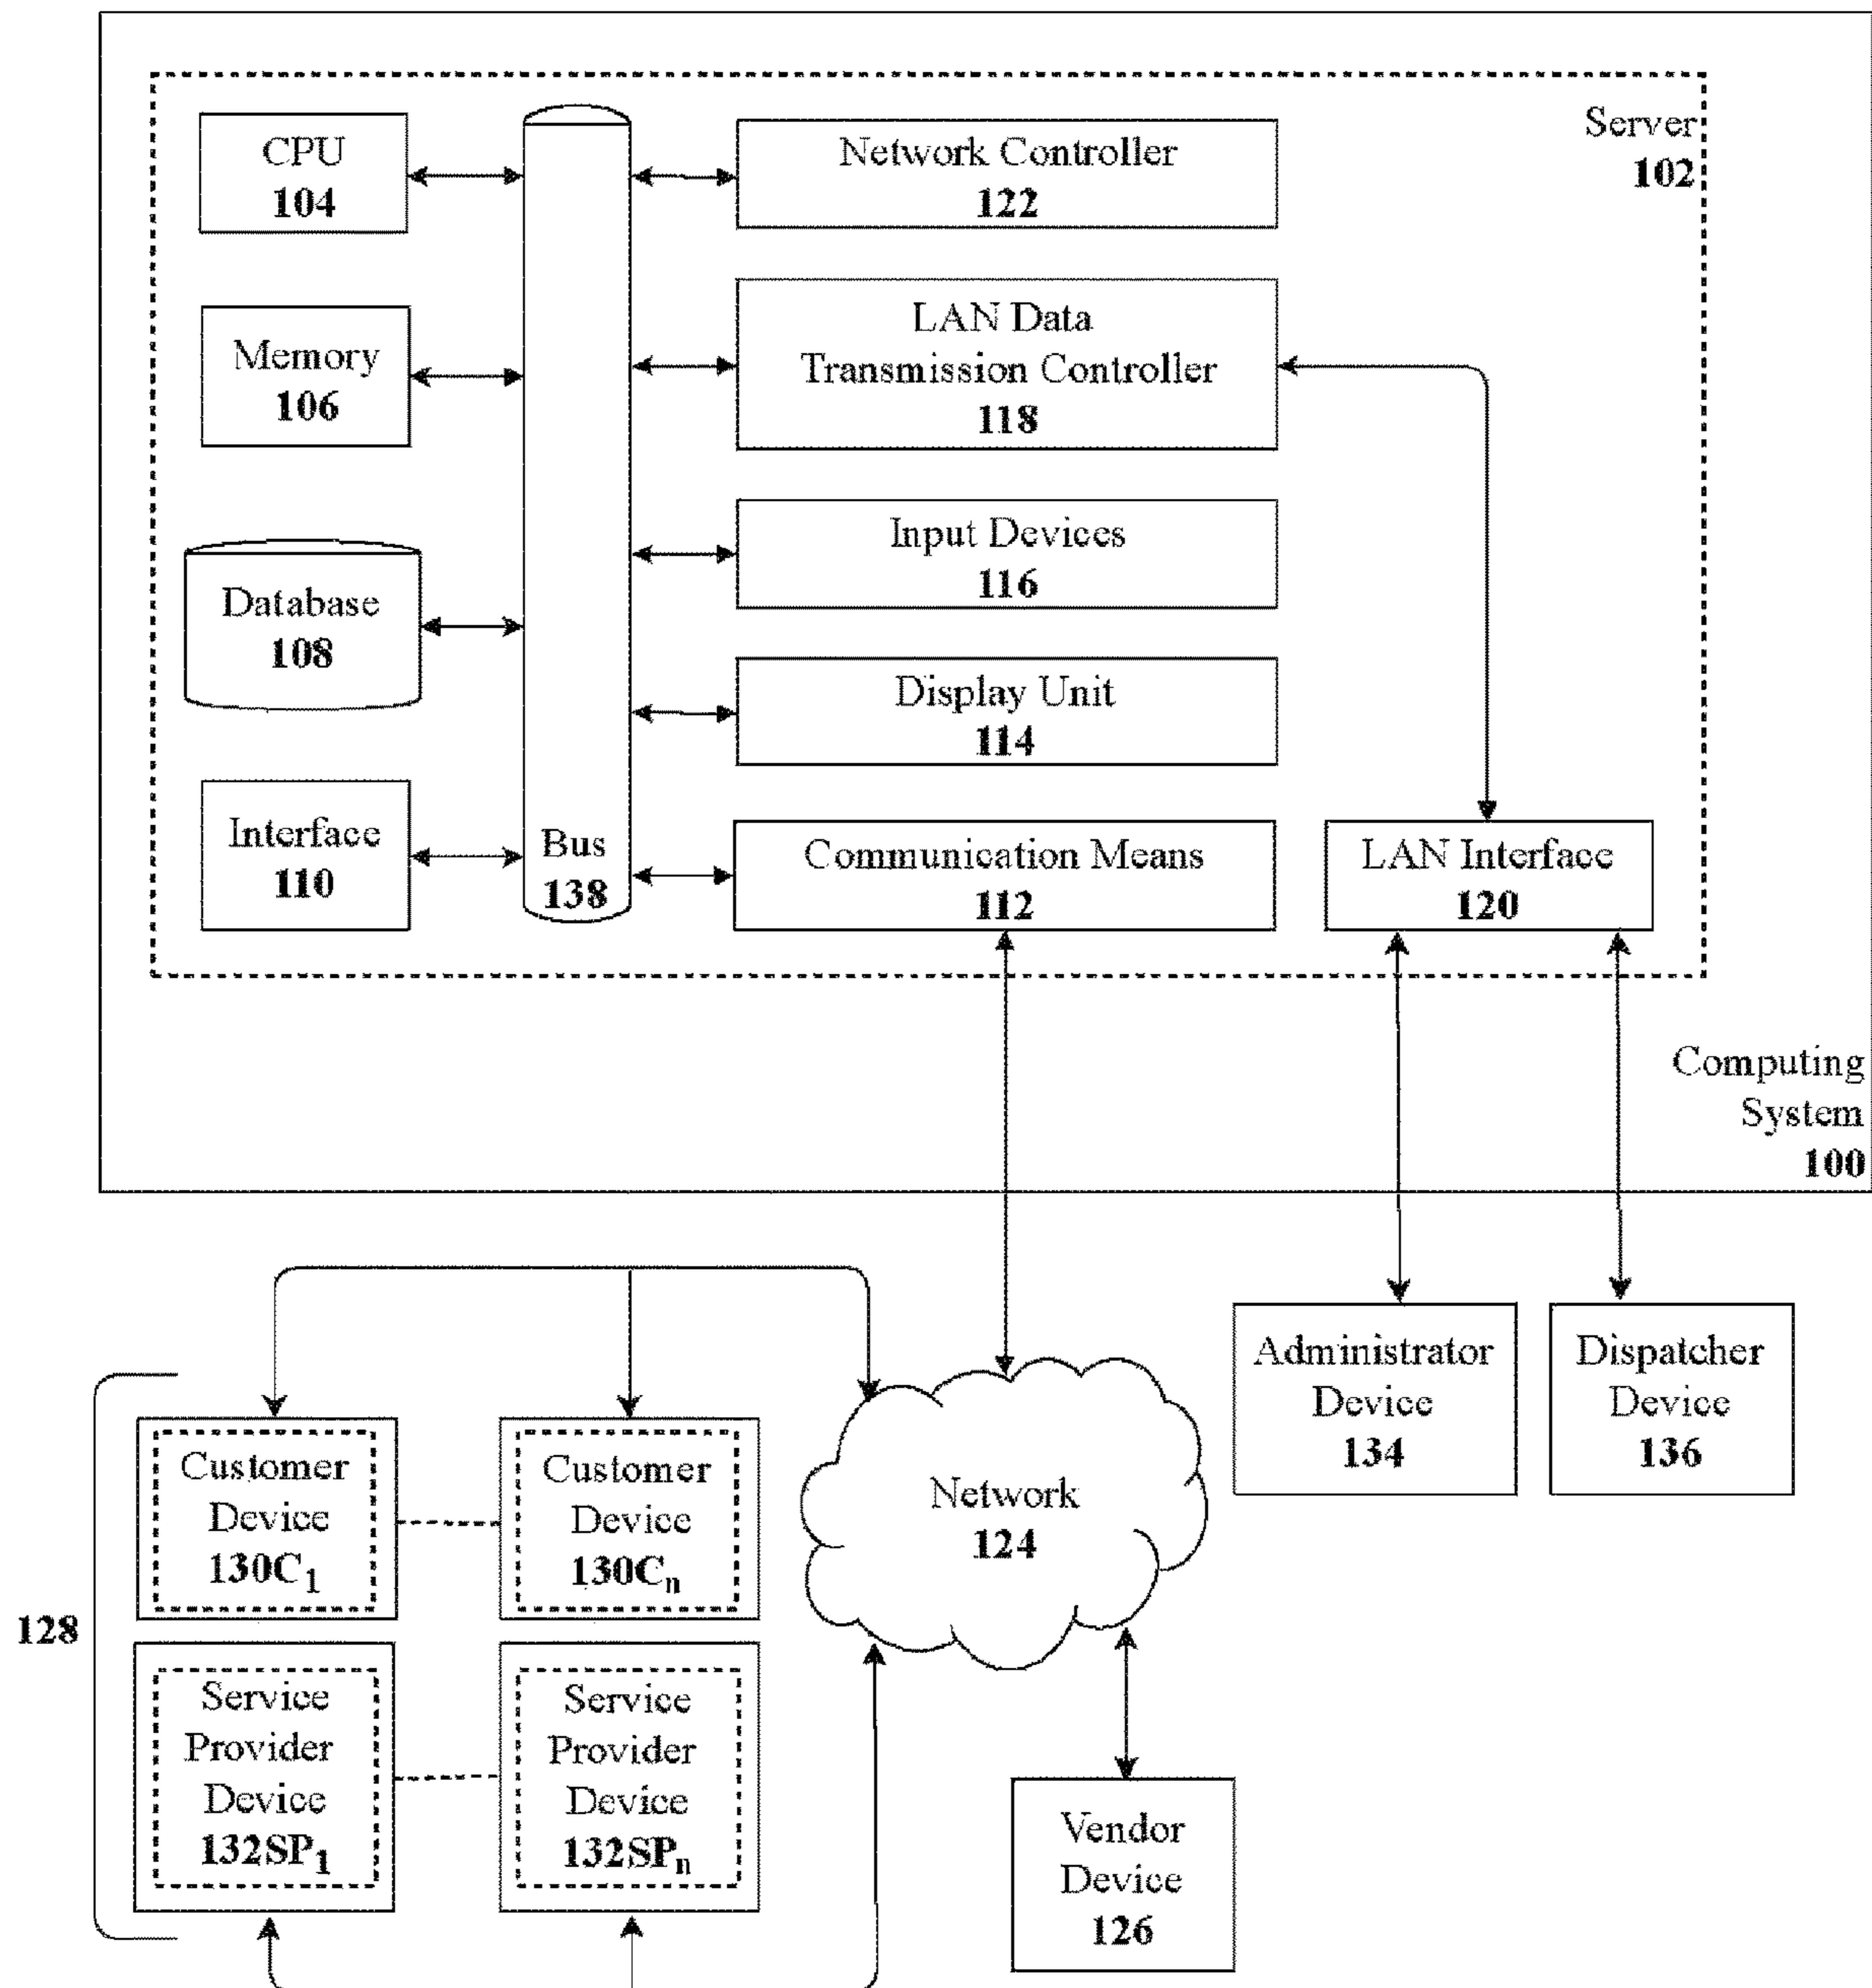 Server
102
CPU
104
Network Controller
122
Memory
106
LAN Data
Transmission Controller
118
Input Devices
116
Database
108
Display Unit
114
Interface
110
Bus
138
Communication Means
112
LAN Interface
120
Computing
System
100
Administrator
Device
134
Dispatcher
Device
136
Customer
Device
130C1
Customer
Device
130Cn
Network
124
128
Service
Provider
Device
132SP1
Service
Provider
Device
132SPn
Vendor
Device
126